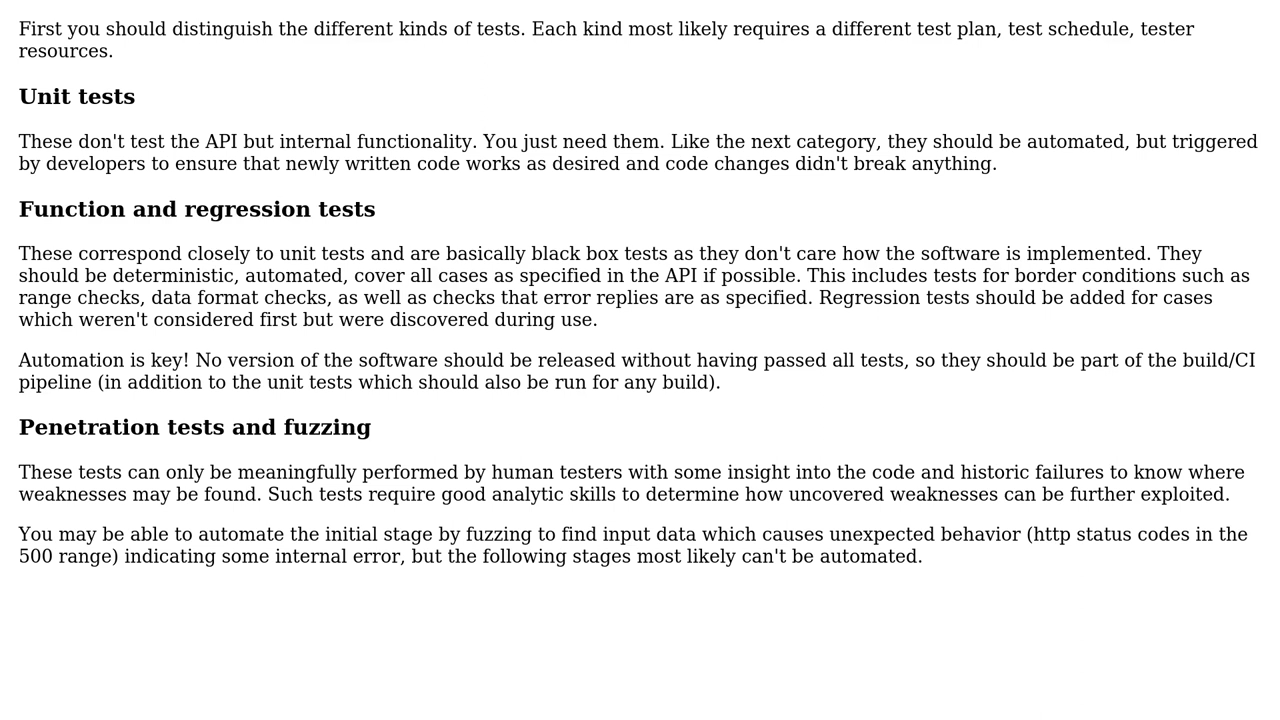 First you should distinguish the different kinds of tests. Each kind most likely requires a different test plan, test schedule, tester
resources.
Unit tests
These don't test the API but internal functionality. You just need them. Like the next category, they should be automated, but triggered
by developers to ensure that newly written code works as desired and code changes didn't break anything.
Function and regression tests
These correspond closely to unit tests and are basically black box tests as they don't care how the software is implemented. They
should be deterministic, automated, cover all cases as specified in the API if possible. This includes tests for border conditions such as
range checks, data format checks, as well as checks that error replies are as specified. Regression tests should be added for cases
which weren't considered first but were discovered during use.
Automation is key! No version of the software should be released without having passed all tests, so they should be part of the build/CI
pipeline (in addition to the unit tests which should also be run for any build).
Penetration tests and fuzzing
These tests can only be meaningfully performed by human testers with some insight into the code and historic failures to know where
weaknesses may be found. Such tests require good analytic skills to determine how uncovered weaknesses can be further exploited.
You may be able to automate the initial stage by fuzzing to find input data which causes unexpected behavior (http status codes in the
500 range) indicating some internal error, but the following stages most likely can't be automated.